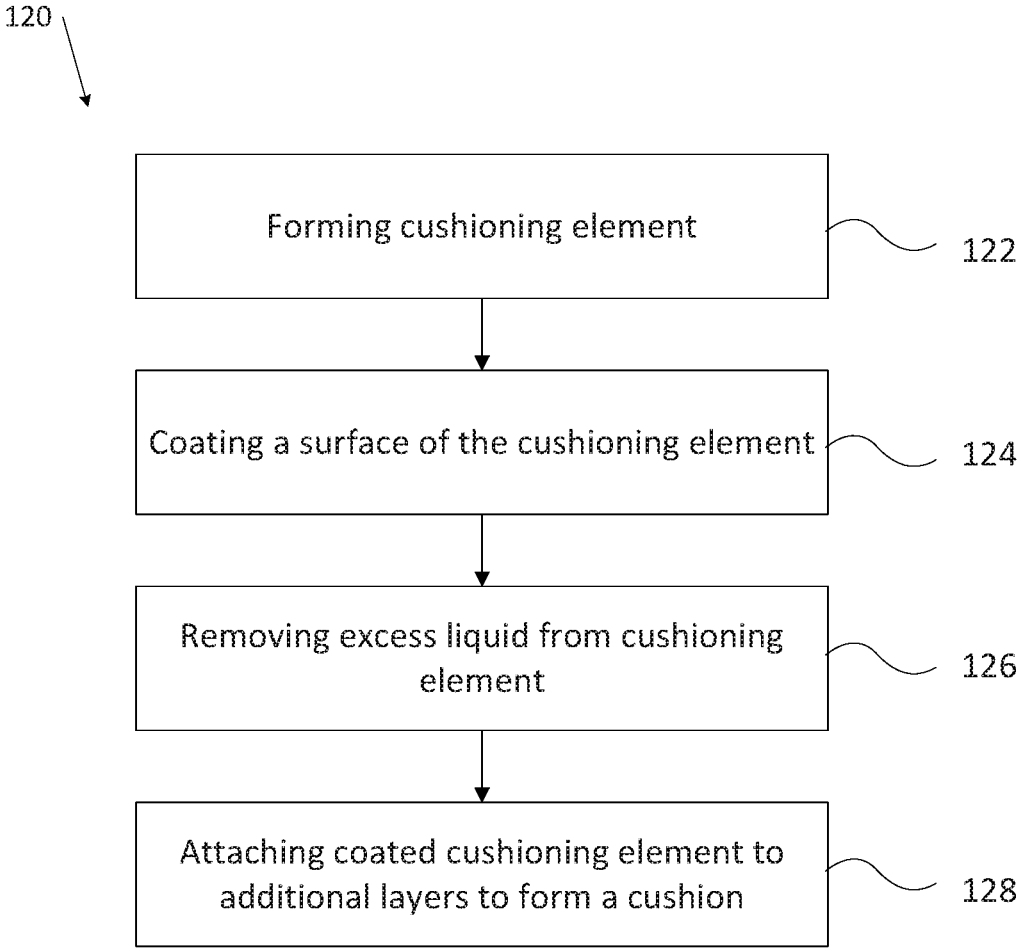 120
Forming cushioning element
122
Coating a surface of the cushioning element
124
Removing excess liquid from cushioning
element
126
Attaching coated cushioning element to
additional layers to form a cushion
128